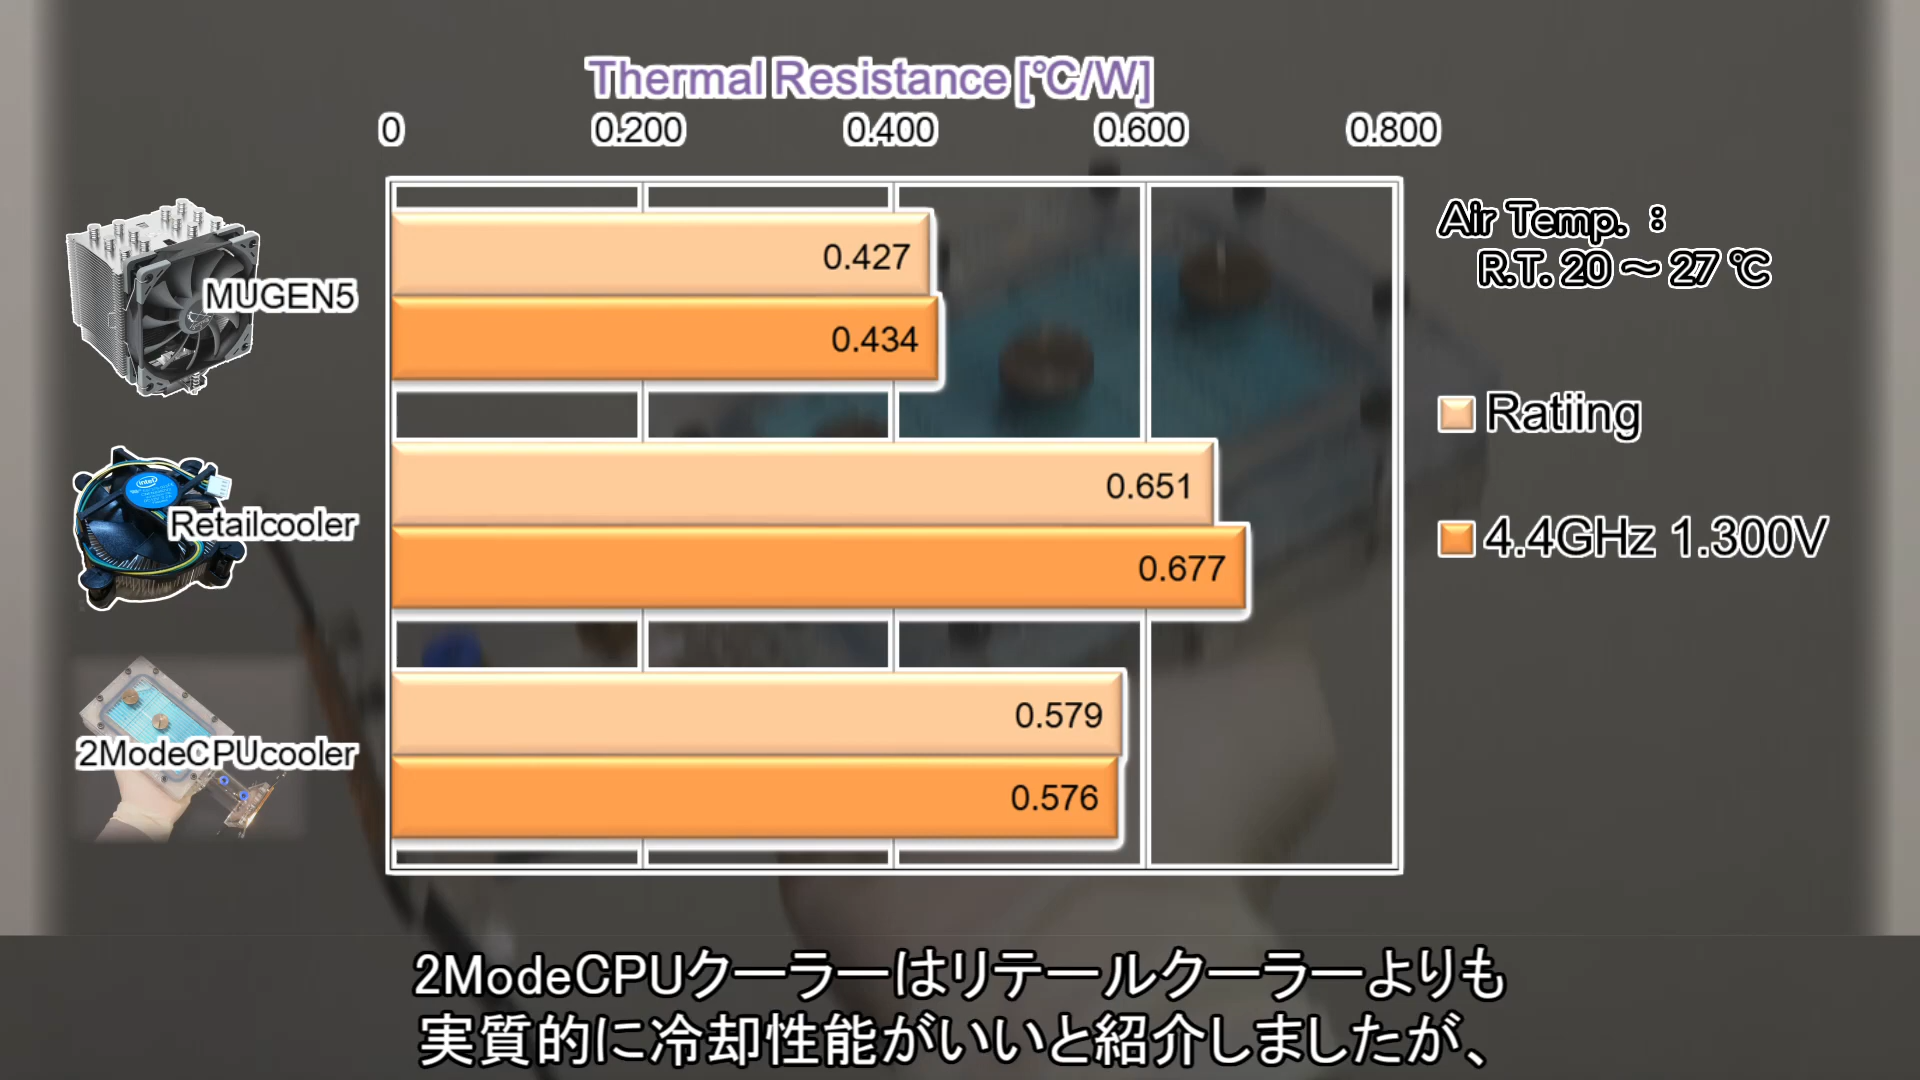 Thermal Resistance [℃/W]
0 0.200 0.400 0.600 0.800
Air Temp. :
R.T. 20 ～ 27 ℃
0.427
MUGEN5
0.434
Ratiing
intel
0.651
Retailcooler
4.4GHz 1.300V
0.677
0.579
2ModeCPUcooler
0.576
2ModeCPUクーラーはリテールクーラーよりも
実質的に冷却性能がいいと紹介しましたが、